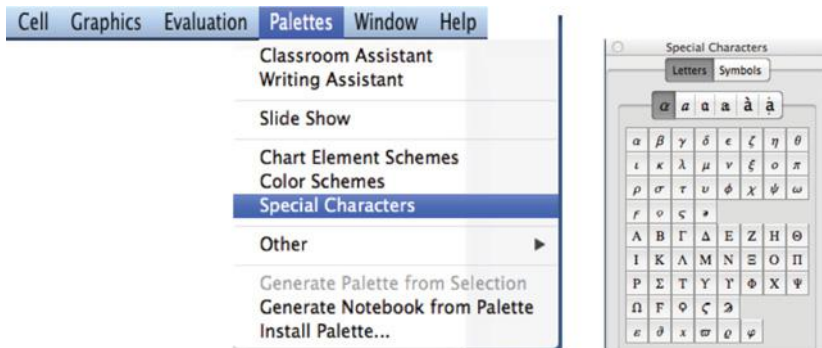 Cell Graphics Evaluation Palettes Window Help
Classroom Assistant
Writing Assistant
Slide Show
Chart Element Schemes
Color Schemes
Special Characters
Other
Generate Palette from Selection
Generate Notebook from Palette
Install Palette...
Special Characters
Letters Symbols
α a a a à ạ
α β γ δ ϵ ζ η θ
ι κ λ μ ν ξ ο π
ρ σ τ υ ϕ χ ψ ω
ϝ ϙ ς
Α Β Γ Δ Ε Ζ Η Θ
Ι Κ Λ Μ Ν Ξ Ο Π
Ρ Σ Τ Υ ϒ Φ Χ Ψ
Ω Ϝ Ϙ
ε ϑ ϰ ϖ ϱ φ